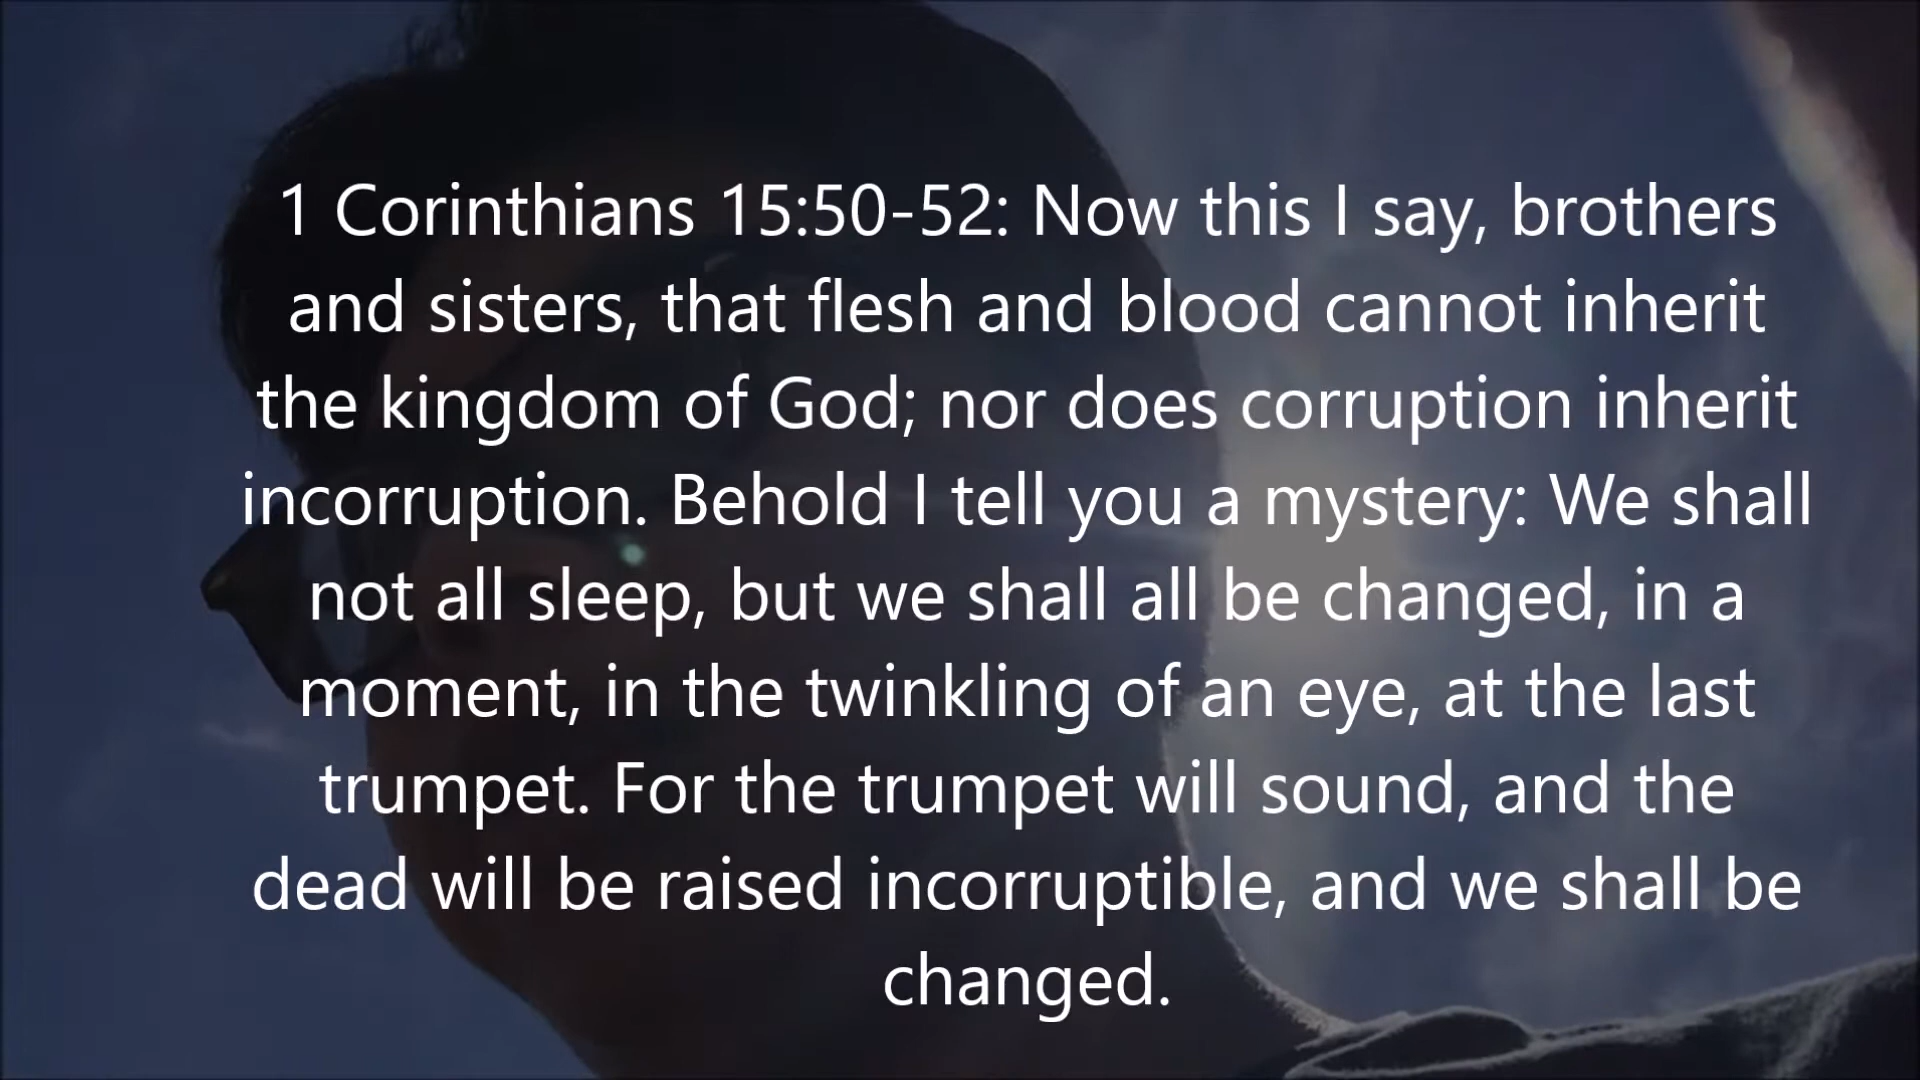 1 Corinthians 15:50-52: Now this I say, brothers
and sisters, that flesh and blood cannot inherit
the kingdom of God; nor does corruption inherit
incorruption. Behold I tell you a mystery: We shall
not all sleep, but we shall all be changed, in a
moment, in the twinkling of an eye, at the last
trumpet. For the trumpet will sound, and the
dead will be raised incorruptible, and we shall be
changed.